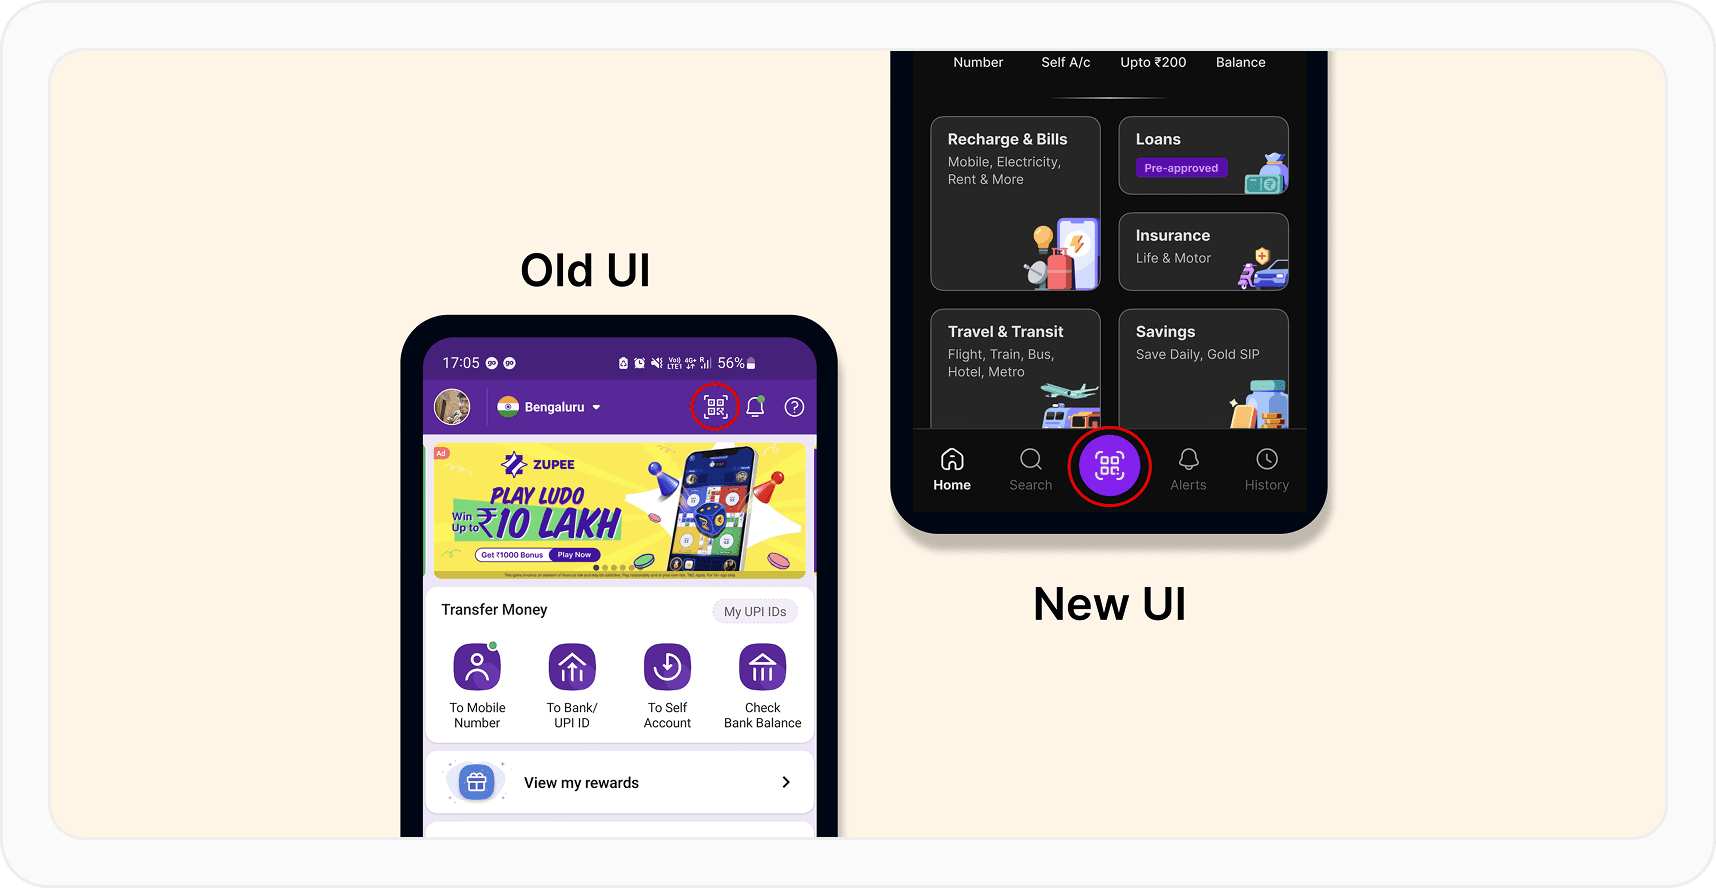 Old UI
17:05
56%
Bengaluru
Ad
ZUPEE
PLAY LUDO
Win
Up to ₹10 LAKH
Get ₹1000 Bonus
Play Now
Transfer Money
My UPI IDs
To Mobile
Number
To Bank/
UPI ID
To Self
Account
Check
Bank Balance
View my rewards
Number
Self A/c
Upto ₹200
Balance
Recharge & Bills
Mobile, Electricity,
Rent & More
Loans
Pre-approved
Insurance
Life & Motor
Travel & Transit
Flight, Train, Bus,
Hotel, Metro
Savings
Save Daily, Gold SIP
Home
Search
Alerts
History
New UI